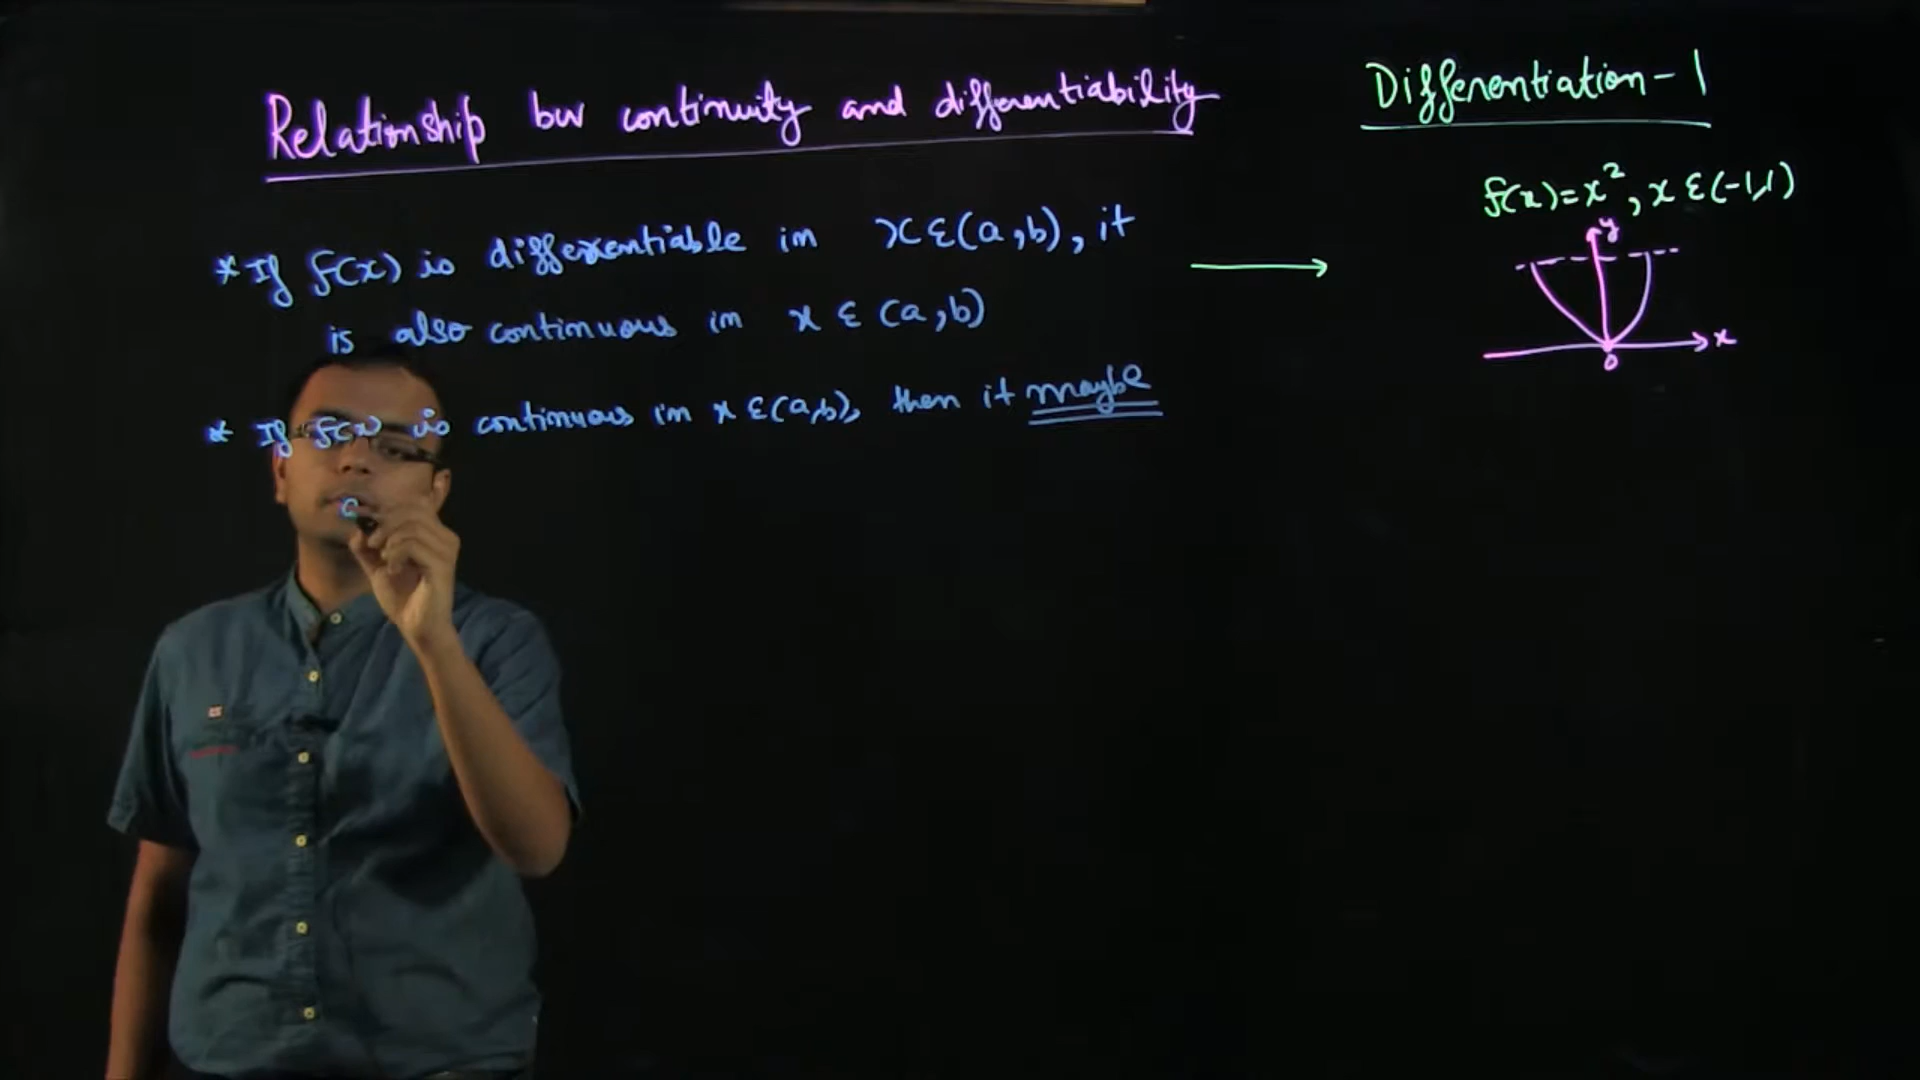 Relationship bw continuity and differentiability
Differentiation - 1
f(x) = x², x ε (-1,1)
y
* If f(x) is differentiable in x ε (a,b), it
is also continuous in x ε (a,b)
x
0
* If f(x) is continuous in x ε (a,b), then it maybe